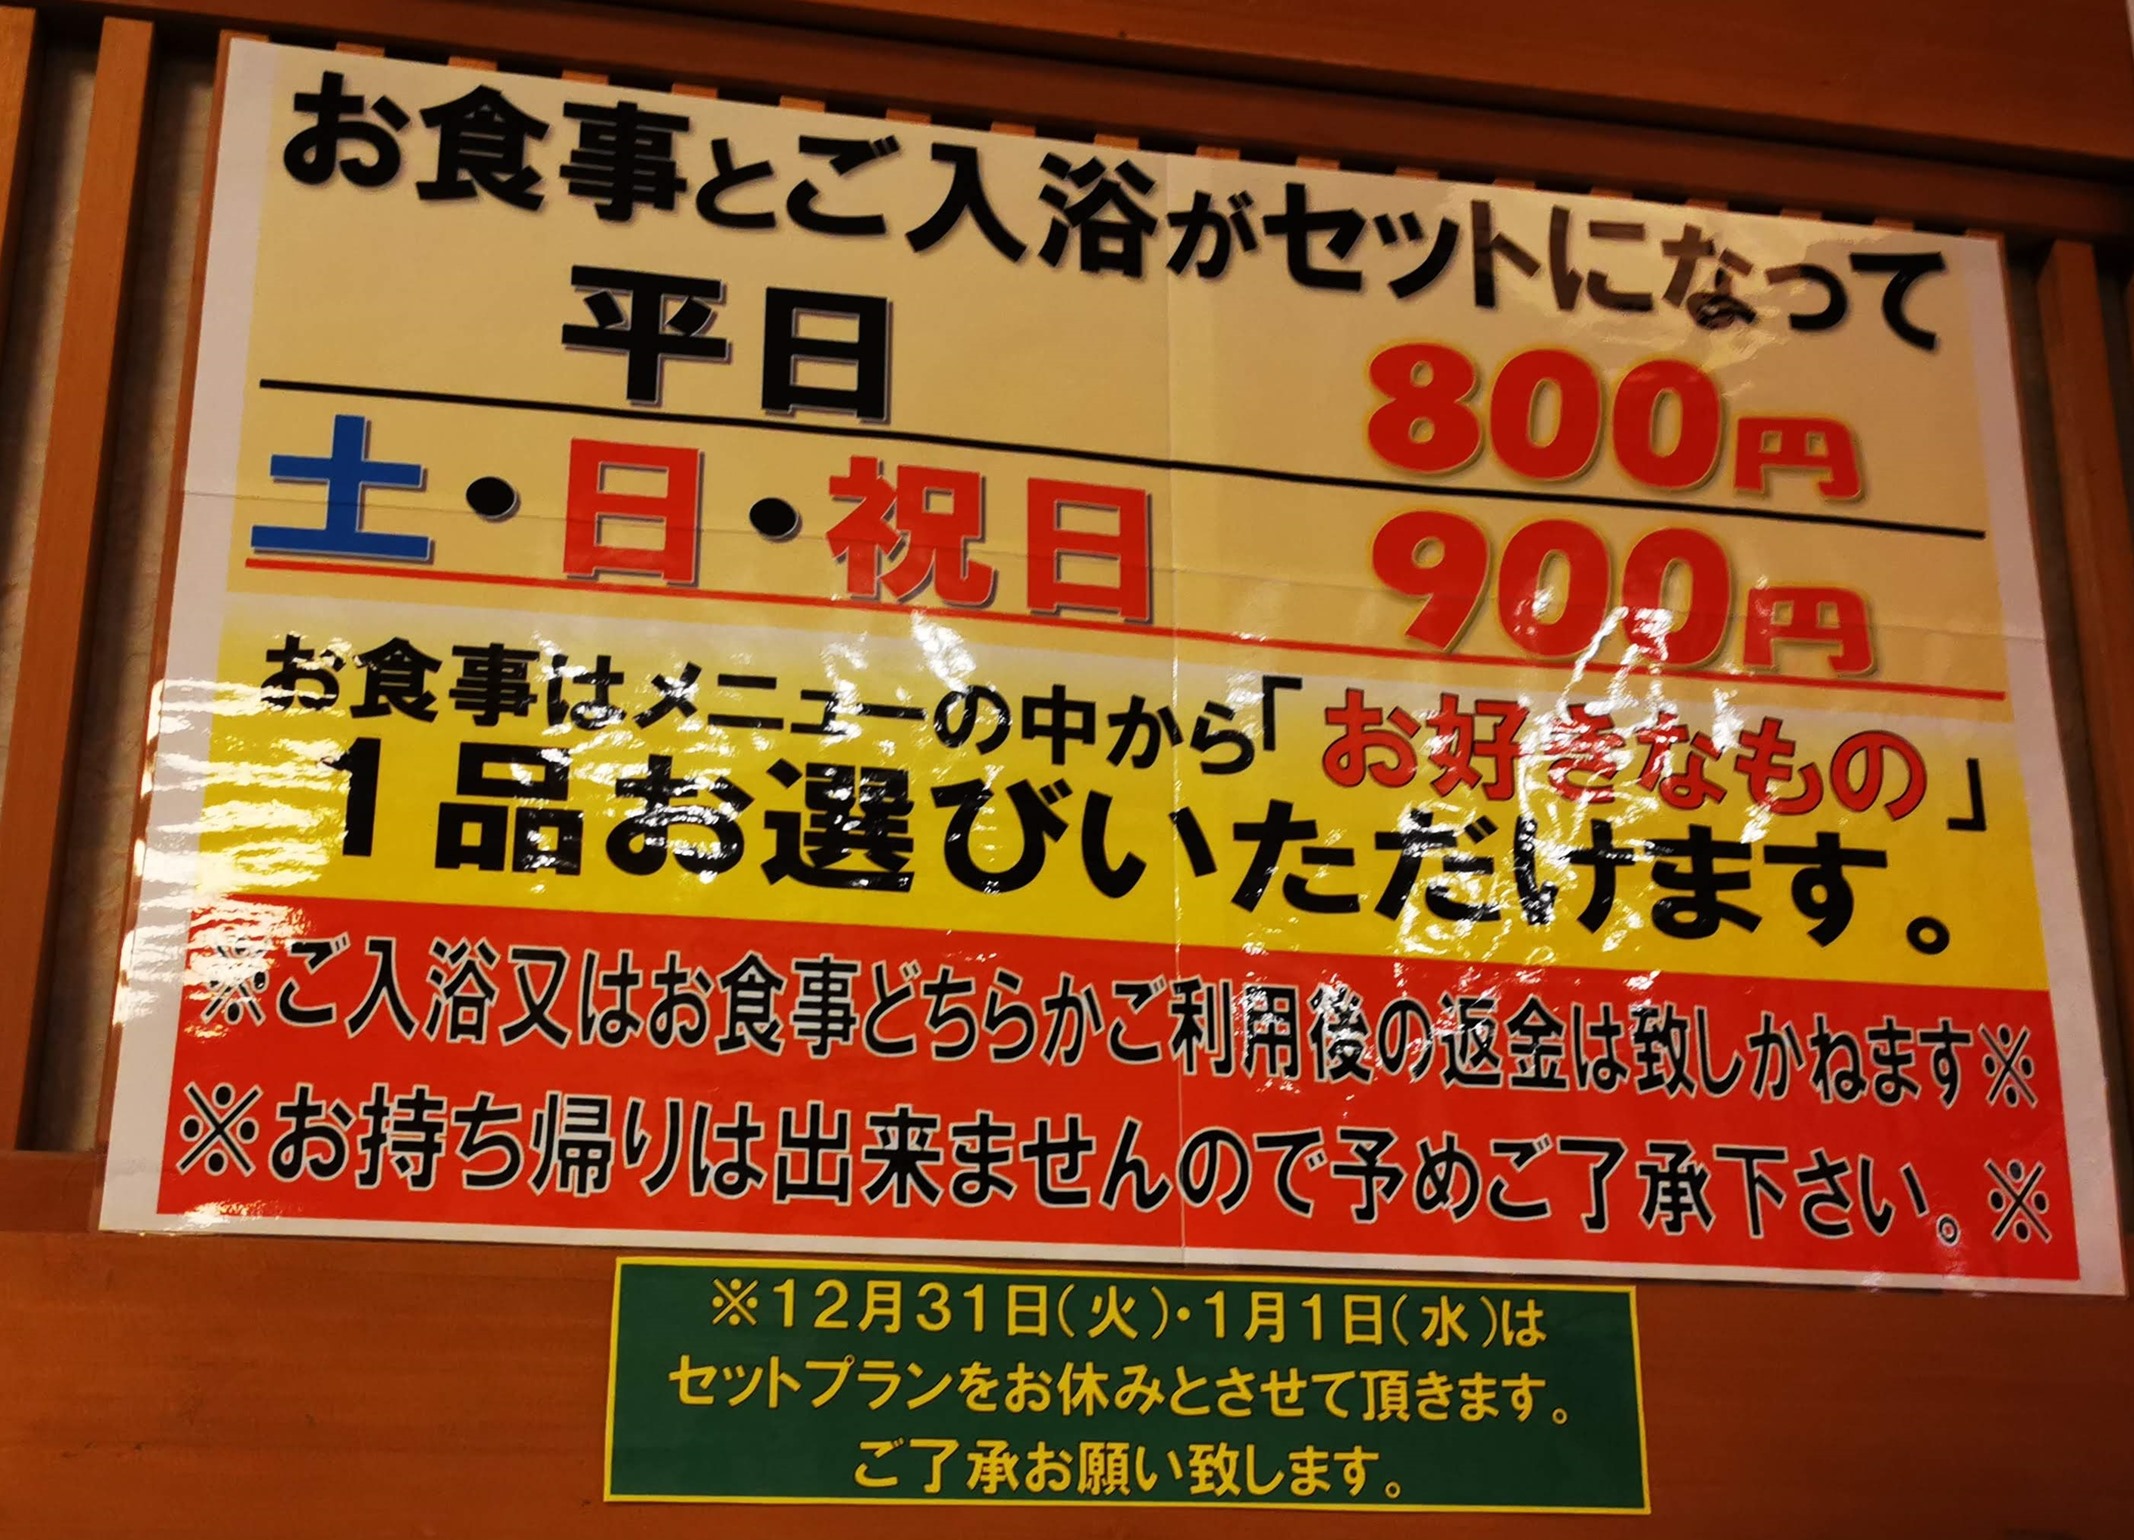 お食事とご入浴がセットになって
平日 800円
土・日・祝日 900円
お食事はメニューの中から「お好きなもの」
1品お選びいただけます。
※ご入浴又はお食事どちらかご利用後の返金は致しかねます※
※お持ち帰りは出来ませんので予めご了承下さい。※
※12月31日(火)・1月1日(水)は
セットプランをお休みとさせて頂きます。
ご了承お願い致します。